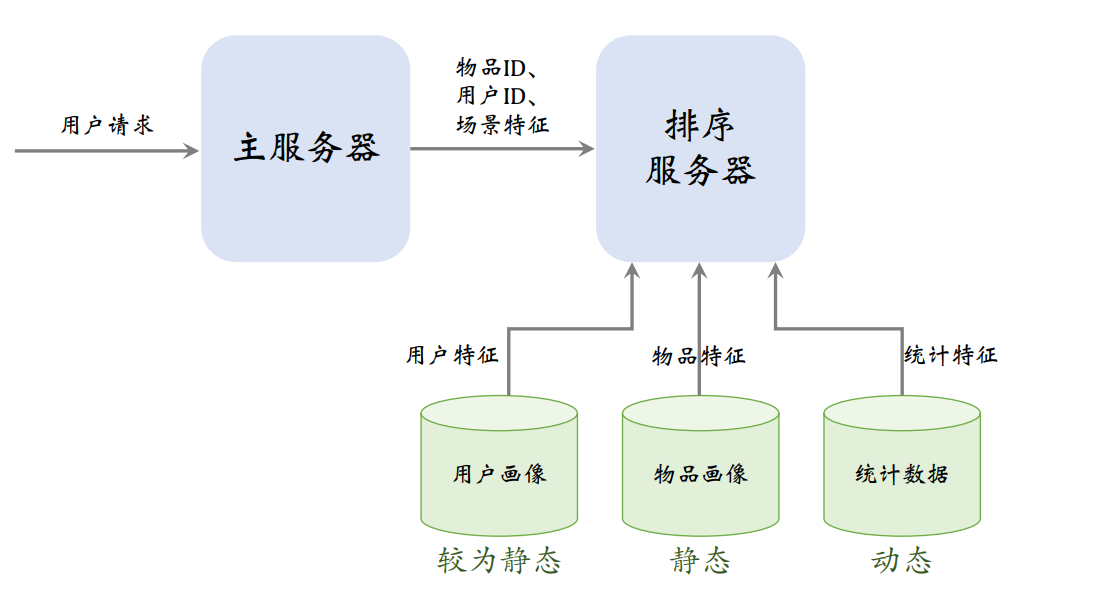 用户请求
主服务器
物品ID、
用户ID、
场景特征
排序
服务器
用户特征
物品特征
统计特征
用户画像
物品画像
统计数据
较为静态
静态
动态